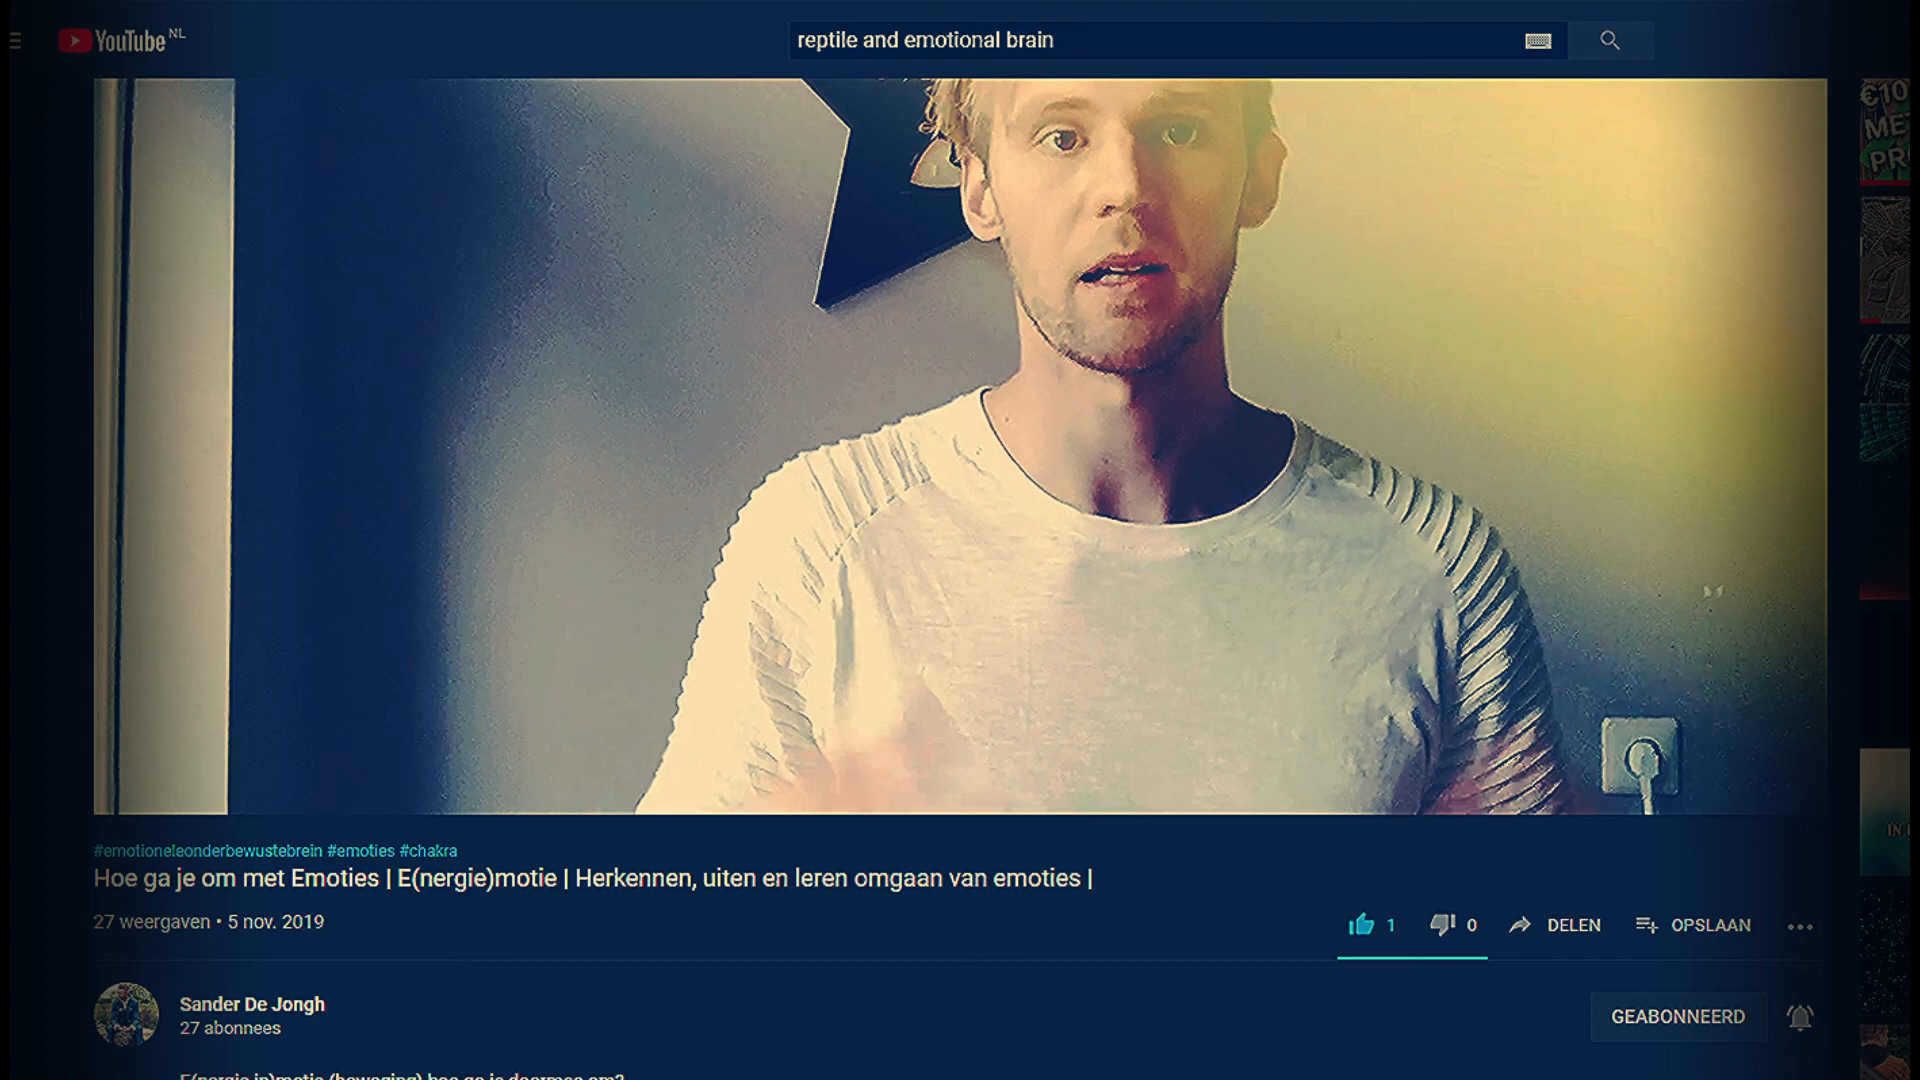 YouTube NL
reptile and emotional brain
€10
#emotioneleonderbewustebrein #emoties #chakra
Hoe ga je om met Emoties | E(nergie)motie | Herkennen, uiten en leren omgaan van emoties |
27 weergaven • 5 nov. 2019
1 0 DELEN OPSLAAN
Sander De Jongh
27 abonnees
GEABONNEERD